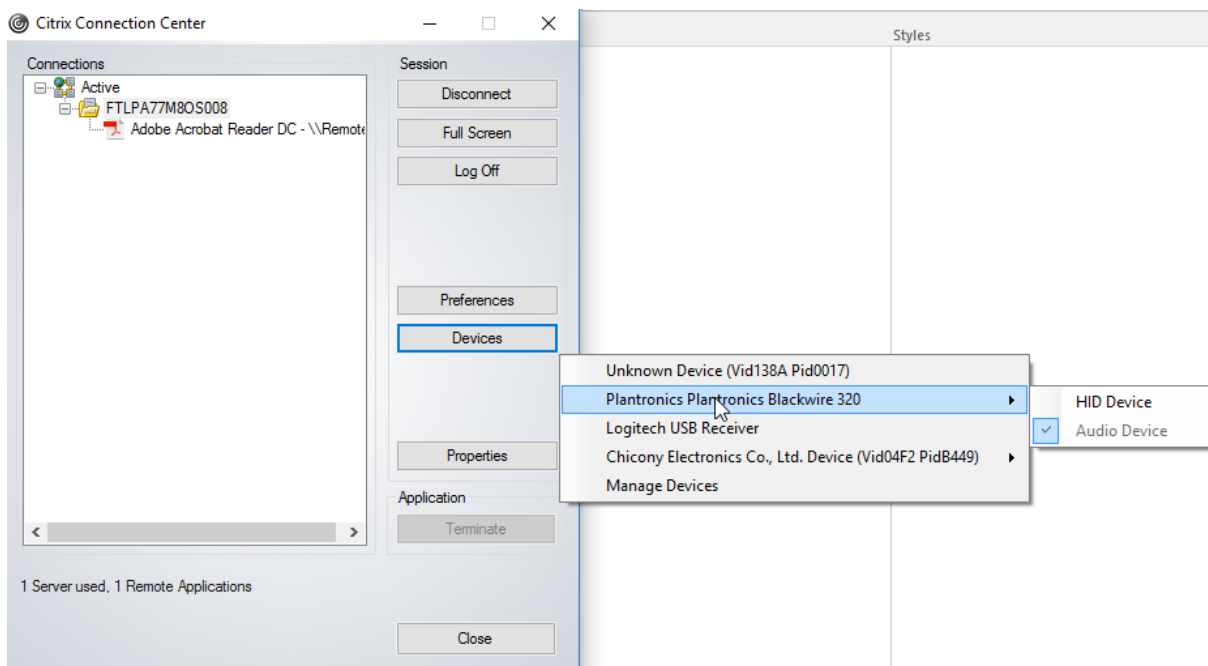 Citrix Connection Center
Styles
Connections
Active
FTLPA77M8OS008
Adobe Acrobat Reader DC - \\Remote
Session
Disconnect
Full Screen
Log Off
Preferences
Devices
Properties
Application
Terminate
Unknown Device (Vid138A Pid0017)
Plantronics Plantronics Blackwire 320
Logitech USB Receiver
Chicony Electronics Co., Ltd. Device (Vid04F2 PidB449)
Manage Devices
HID Device
Audio Device
1 Server used, 1 Remote Applications
Close